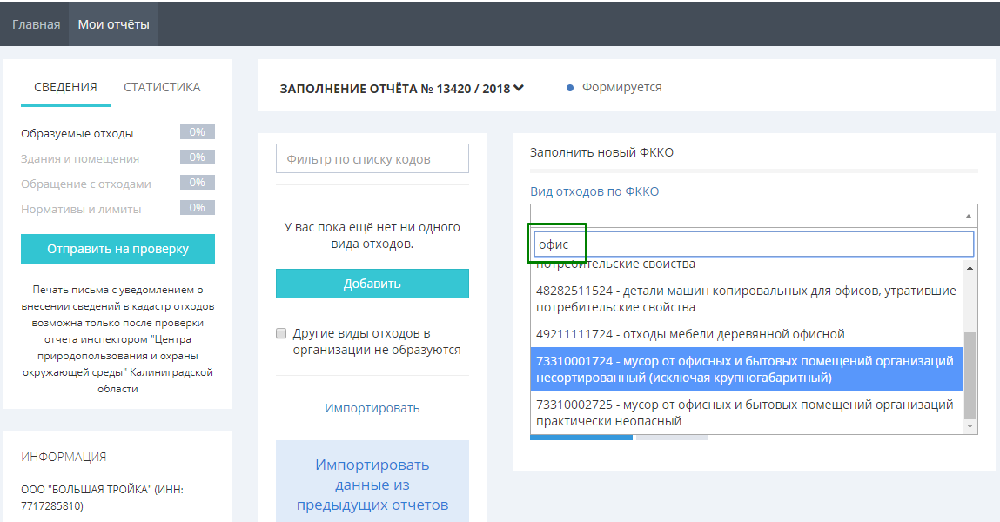 Главная
Мои отчёты
СВЕДЕНИЯ
СТАТИСТИКА
Образуемые отходы 0%
Здания и помещения 0%
Обращение с отходами 0%
Нормативы и лимиты 0%
Отправить на проверку
Печать письма с уведомлением о
внесении сведений в кадастр отходов
возможна только после проверки
отчета инспектором "Центра
природопользования и охраны
окружающей среды" Калиниградской
области
ИНФОРМАЦИЯ
ООО "БОЛЬШАЯ ТРОЙКА" (ИНН:
7717285810)
ЗАПОЛНЕНИЕ ОТЧЁТА № 13420 / 2018
Формируется
Фильтр по списку кодов
У вас пока ещё нет ни одного
вида отходов.
Добавить
Другие виды отходов в
организации не образуются
Импортировать
Импортировать
данные из
предыдущих отчетов
Заполнить новый ФККО
Вид отходов по ФККО
офис
потребительские свойства
48282511524 - детали машин копировальных для офисов, утратившие
потребительские свойства
49211111724 - отходы мебели деревянной офисной
73310001724 - мусор от офисных и бытовых помещений организаций
несортированный (исключая крупногабаритный)
73310002725 - мусор от офисных и бытовых помещений организаций
практически неопасный